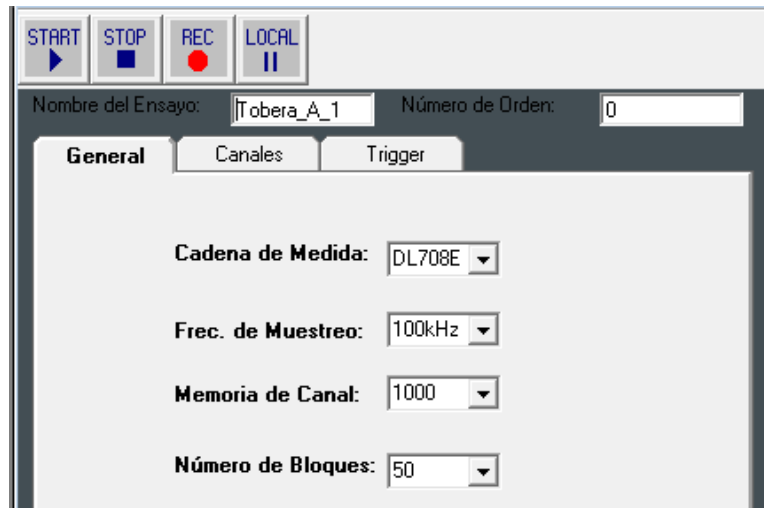 START STOP REC LOCAL
Nombre del Ensayo: Tobera_A_1 Número de Orden: 0
General Canales Trigger
Cadena de Medida: DL708E
Frec. de Muestreo: 100kHz
Memoria de Canal: 1000
Número de Bloques: 50